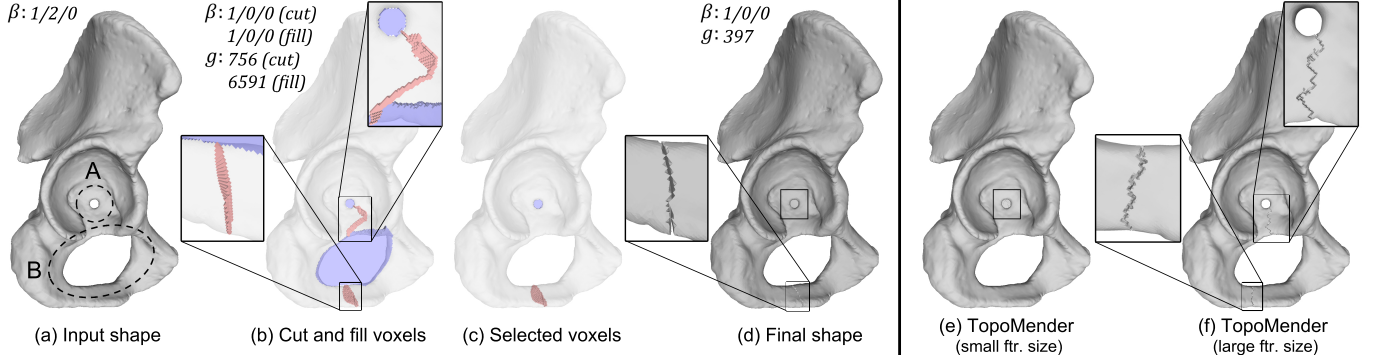 β: 1/2/0
A
B
(a) Input shape
β: 1/0/0 (cut)
1/0/0 (fill)
g: 756 (cut)
6591 (fill)
(b) Cut and fill voxels
(c) Selected voxels
β: 1/0/0
g: 397
(d) Final shape
(e) TopoMender
(small ftr. size)
(f) TopoMender
(large ftr. size)